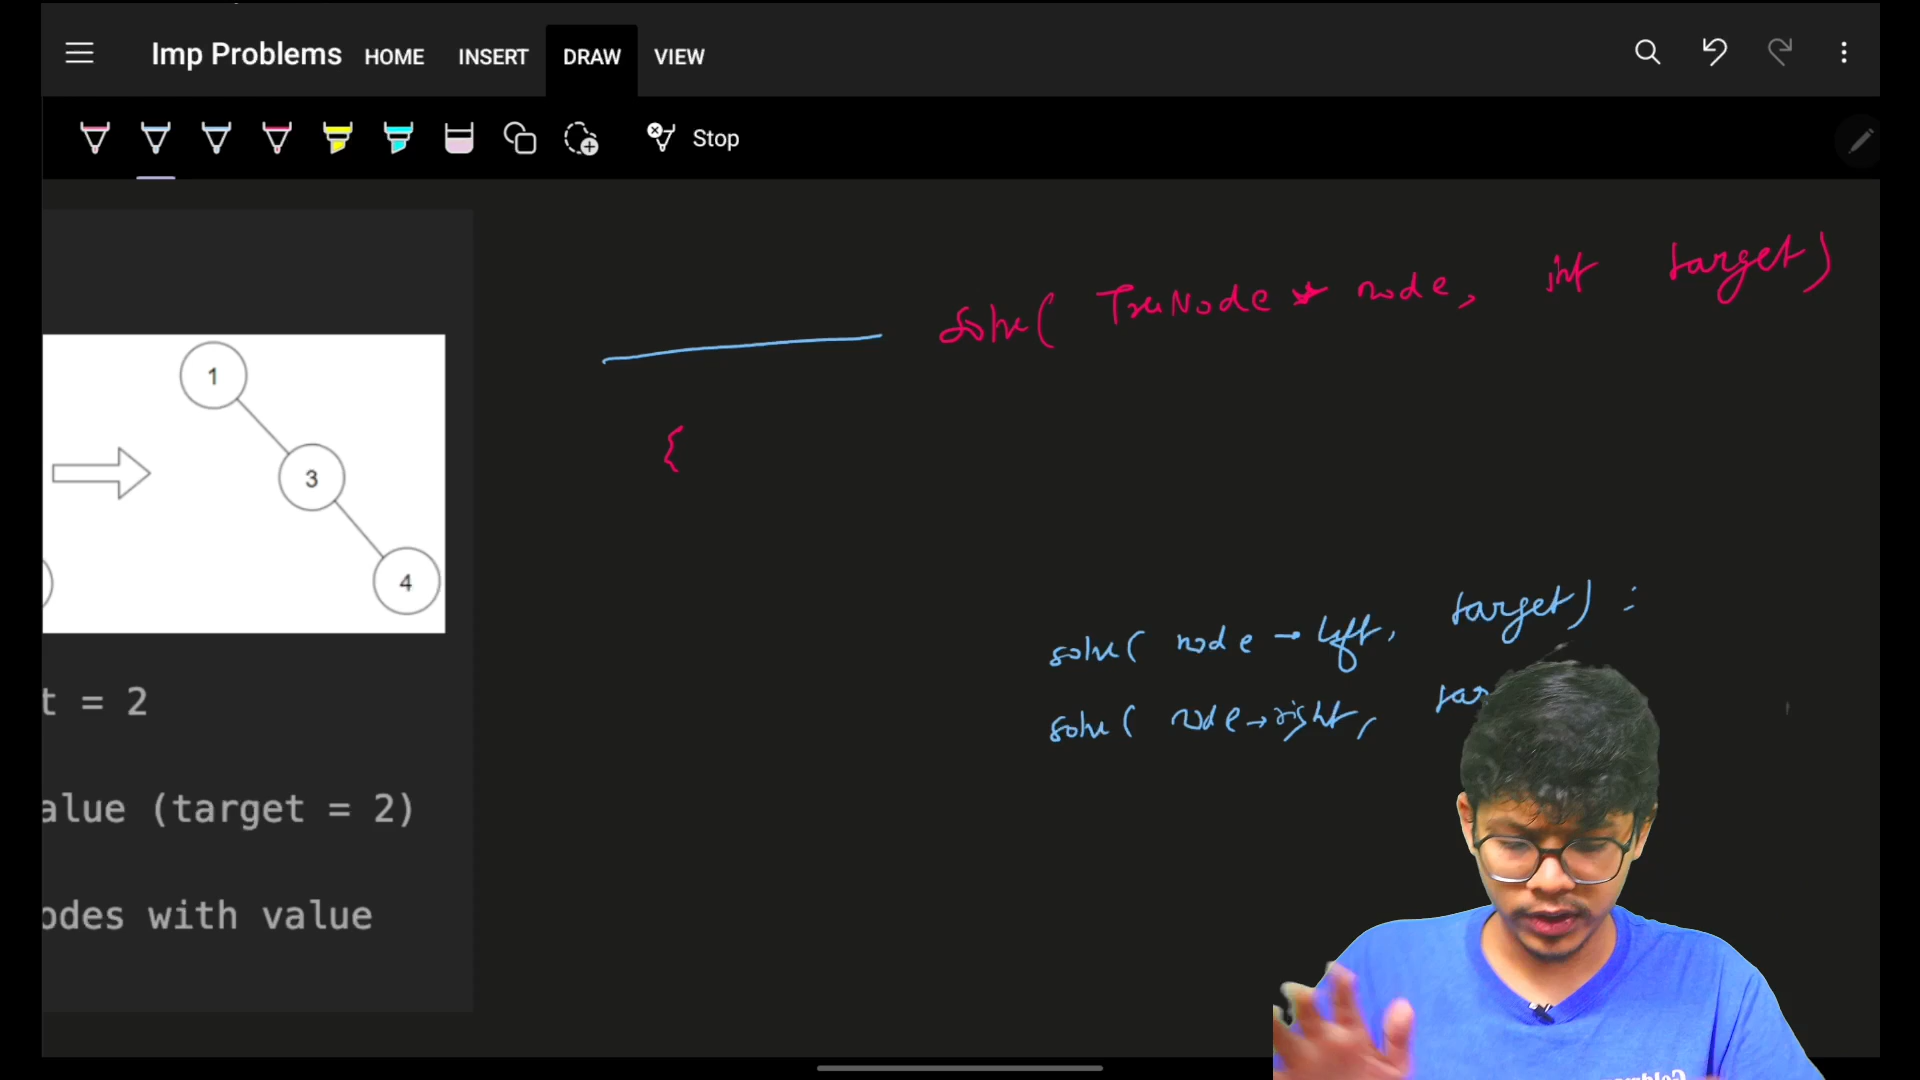 Imp Problems HOME INSERT DRAW VIEW
Stop
solve( TreeNode * node, int target)
{
1
3
4
solve( node → left, target) :
solve( node → right, tar
t = 2
alue (target = 2)
odes with value